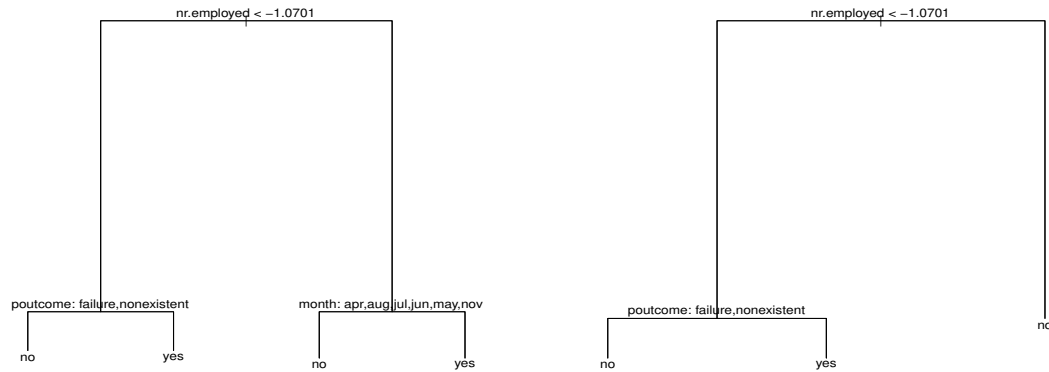 nr.employed < −1.0701
poutcome: failure,nonexistent
month: apr,aug,jul,jun,may,nov
no
yes
no
yes
nr.employed < −1.0701
poutcome: failure,nonexistent
no
yes
no